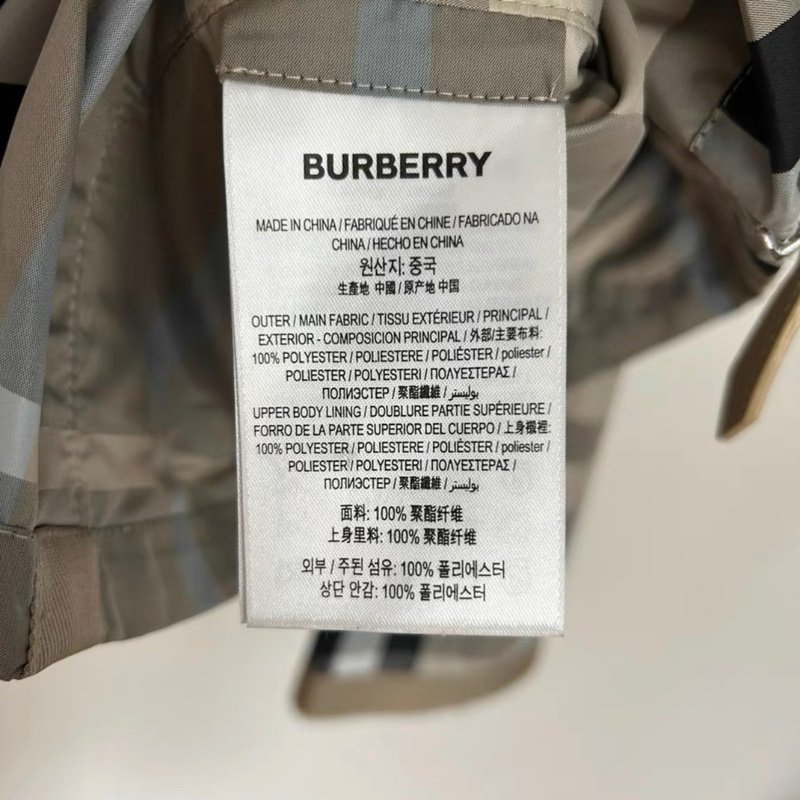 BURBERRY
MADE IN CHINA / FABRIQUÉ EN CHINE / FABRICADO NA
CHINA / HECHO EN CHINA
원산지: 중국
生產地 中國 / 原产地 中国
OUTER / MAIN FABRIC / TISSU EXTÉRIEUR / PRINCIPAL /
EXTERIOR - COMPOSICION PRINCIPAL / 外部/主要布料:
100% POLYESTER / POLIESTERE / POLIÉSTER / poliester /
POLIESTER / POLYESTERI / ΠΟΛΥΕΣΤΕΡΑΣ /
ПОЛИЭСТЕР / 聚酯纖維 / بوليستر
UPPER BODY LINING / DOUBLURE PARTIE SUPÉRIEURE /
FORRO DE LA PARTE SUPERIOR DEL CUERPO / 上身襯裡:
100% POLYESTER / POLIESTERE / POLIÉSTER / poliester /
POLIESTER / POLYESTERI / ΠΟΛΥΕΣΤΕΡΑΣ /
ПОЛИЭСТЕР / 聚酯纖維 / بوليستر
面料: 100% 聚酯纤维
上身里料: 100% 聚酯纤维
외부 / 주된 섬유: 100% 폴리에스터
상단 안감: 100% 폴리에스터